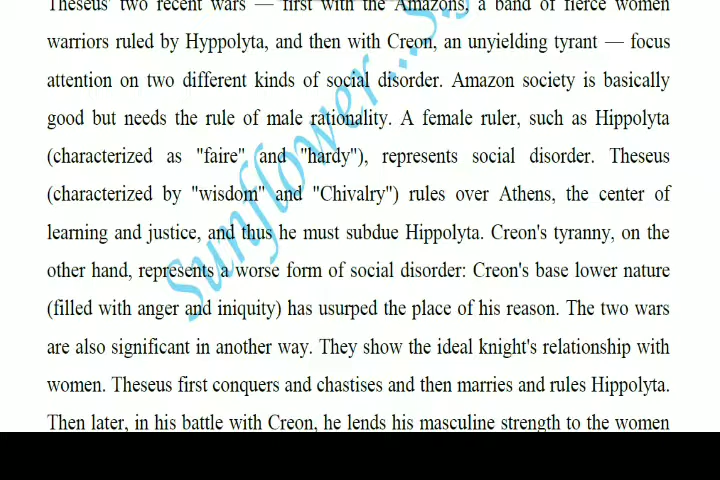 Theseus' two recent wars — first with the Amazons, a band of fierce women
warriors ruled by Hyppolyta, and then with Creon, an unyielding tyrant — focus
attention on two different kinds of social disorder. Amazon society is basically
good but needs the rule of male rationality. A female ruler, such as Hippolyta
(characterized as "faire" and "hardy"), represents social disorder. Theseus
(characterized by "wisdom" and "Chivalry") rules over Athens, the center of
learning and justice, and thus he must subdue Hippolyta. Creon's tyranny, on the
other hand, represents a worse form of social disorder: Creon's base lower nature
(filled with anger and iniquity) has usurped the place of his reason. The two wars
are also significant in another way. They show the ideal knight's relationship with
women. Theseus first conquers and chastises and then marries and rules Hippolyta.
Then later, in his battle with Creon, he lends his masculine strength to the women
Sunflower...S.